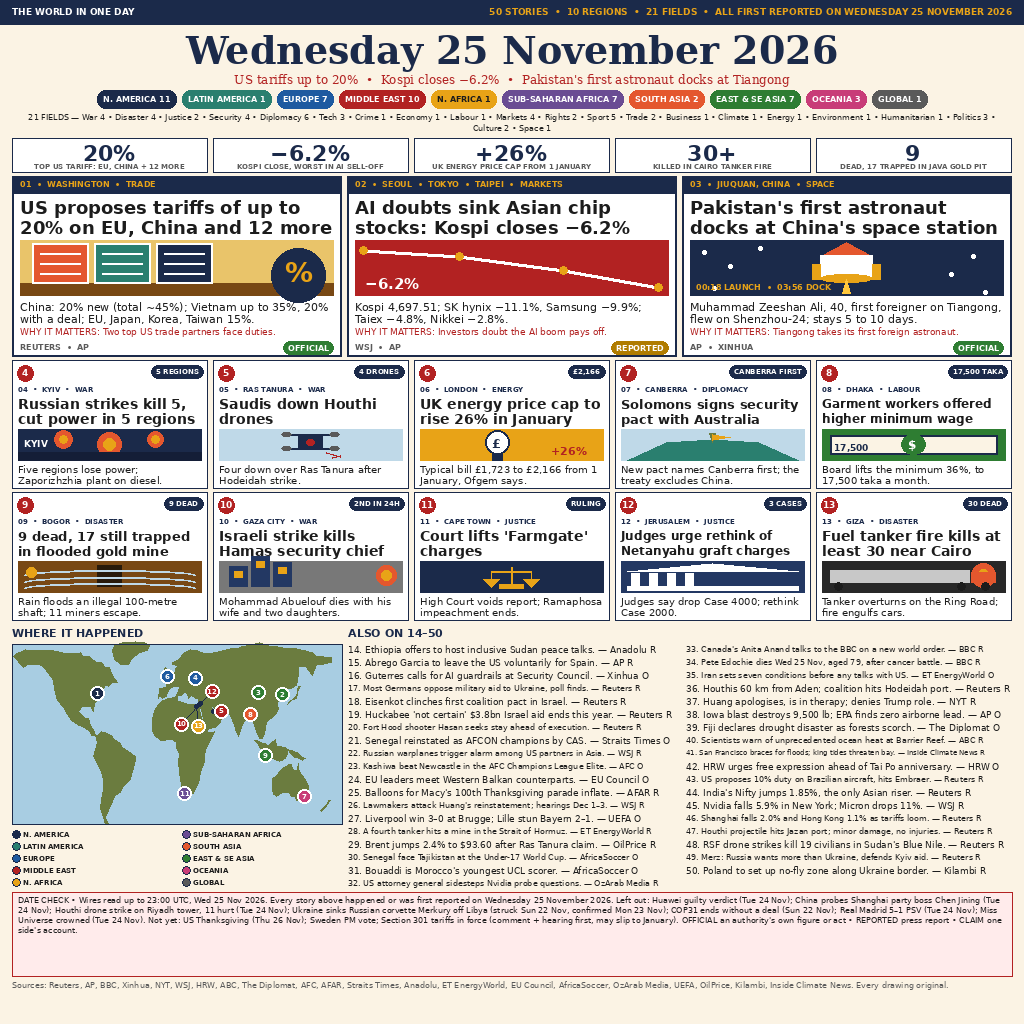 THE WORLD IN ONE DAY
50 STORIES • 10 REGIONS • 21 FIELDS • ALL FIRST REPORTED ON WEDNESDAY 25 NOVEMBER 2026
Wednesday 25 November 2026
US tariffs up to 20% • Kospi closes −6.2% • Pakistan's first astronaut docks at Tiangong
N. AMERICA 11
LATIN AMERICA 1
EUROPE 7
MIDDLE EAST 10
N. AFRICA 1
SUB-SAHARAN AFRICA 7
SOUTH ASIA 2
EAST & SE ASIA 7
OCEANIA 3
GLOBAL 1
21 FIELDS — War 4 • Disaster 4 • Justice 2 • Security 4 • Diplomacy 6 • Tech 3 • Crime 1 • Economy 1 • Labour 1 • Markets 4 • Rights 2 • Sport 5 • Trade 2 • Business 1 • Climate 1 • Energy 1 • Environment 1 • Humanitarian 1 • Politics 3 •
Culture 2 • Space 1
20%
TOP US TARIFF: EU, CHINA + 12 MORE
−6.2%
KOSPI CLOSE, WORST IN AI SELL-OFF
+26%
UK ENERGY PRICE CAP FROM 1 JANUARY
30+
KILLED IN CAIRO TANKER FIRE
9
DEAD, 17 TRAPPED IN JAVA GOLD PIT
01 • WASHINGTON • TRADE
US proposes tariffs of up to
20% on EU, China and 12 more
%
China: 20% new (total ~45%); Vietnam up to 35%, 20%
with a deal; EU, Japan, Korea, Taiwan 15%.
WHY IT MATTERS: Two top US trade partners face duties.
REUTERS • AP
OFFICIAL
02 • SEOUL • TOKYO • TAIPEI • MARKETS
AI doubts sink Asian chip
stocks: Kospi closes −6.2%
−6.2%
Kospi 4,697.51; SK hynix −11.1%, Samsung −9.9%;
Taiex −4.8%, Nikkei −2.8%.
WHY IT MATTERS: Investors doubt the AI boom pays off.
WSJ • AP
REPORTED
03 • JIUQUAN, CHINA • SPACE
Pakistan's first astronaut
docks at China's space station
00:18 LAUNCH • 03:56 DOCK
Muhammad Zeeshan Ali, 40, first foreigner on Tiangong,
flew on Shenzhou-24; stays 5 to 10 days.
WHY IT MATTERS: Tiangong takes its first foreign astronaut.
AP • XINHUA
OFFICIAL
4
5 REGIONS
04 • KYIV • WAR
Russian strikes kill 5,
cut power in 5 regions
KYIV
Five regions lose power;
Zaporizhzhia plant on diesel.
5
4 DRONES
05 • RAS TANURA • WAR
Saudis down Houthi
drones
Four down over Ras Tanura after
Hodeidah strike.
6
£2,166
06 • LONDON • ENERGY
UK energy price cap to
rise 26% in January
£
+26%
Typical bill £1,723 to £2,166 from 1
January, Ofgem says.
7
CANBERRA FIRST
07 • CANBERRA • DIPLOMACY
Solomons signs security
pact with Australia
New pact names Canberra first; the
treaty excludes China.
8
17,500 TAKA
08 • DHAKA • LABOUR
Garment workers offered
higher minimum wage
17,500
$
Board lifts the minimum 36%, to
17,500 taka a month.
9
9 DEAD
09 • BOGOR • DISASTER
9 dead, 17 still trapped
in flooded gold mine
Rain floods an illegal 100-metre
shaft; 11 miners escape.
10
2ND IN 24H
10 • GAZA CITY • WAR
Israeli strike kills
Hamas security chief
Mohammad Abuelouf dies with his
wife and two daughters.
11
RULING
11 • CAPE TOWN • JUSTICE
Court lifts 'Farmgate'
charges
High Court voids report; Ramaphosa
impeachment ends.
12
3 CASES
12 • JERUSALEM • JUSTICE
Judges urge rethink of
Netanyahu graft charges
Judges say drop Case 4000; rethink
Case 2000.
13
30 DEAD
13 • GIZA • DISASTER
Fuel tanker fire kills at
least 30 near Cairo
Tanker overturns on the Ring Road;
fire engulfs cars.
WHERE IT HAPPENED
1
6
4
12
3
2
5
10
13
8
9
11
7
N. AMERICA
LATIN AMERICA
EUROPE
MIDDLE EAST
N. AFRICA
SUB-SAHARAN AFRICA
SOUTH ASIA
EAST & SE ASIA
OCEANIA
GLOBAL
ALSO ON 14–50
14. Ethiopia offers to host inclusive Sudan peace talks. — Anadolu R
15. Abrego Garcia to leave the US voluntarily for Spain. — AP R
16. Guterres calls for AI guardrails at Security Council. — Xinhua O
17. Most Germans oppose military aid to Ukraine, poll finds. — Reuters R
18. Eisenkot clinches first coalition pact in Israel. — Reuters R
19. Huckabee 'not certain' $3.8bn Israel aid ends this year. — Reuters R
20. Fort Hood shooter Hasan seeks stay ahead of execution. — Reuters R
21. Senegal reinstated as AFCON champions by CAS. — Straits Times O
22. Russian warplanes trigger alarm among US partners in Asia. — WSJ R
23. Kashiwa beat Newcastle in the AFC Champions League Elite. — AFC O
24. EU leaders meet Western Balkan counterparts. — EU Council O
25. Balloons for Macy's 100th Thanksgiving parade inflate. — AFAR R
26. Lawmakers attack Huang's reinstatement; hearings Dec 1–3. — WSJ R
27. Liverpool win 3–0 at Brugge; Lille stun Bayern 2–1. — UEFA O
28. A fourth tanker hits a mine in the Strait of Hormuz. — ET EnergyWorld R
29. Brent jumps 2.4% to $93.60 after Ras Tanura claim. — OilPrice R
30. Senegal face Tajikistan at the Under-17 World Cup. — AfricaSoccer O
31. Bouaddi is Morocco's youngest UCL scorer. — AfricaSoccer O
32. US attorney general sidesteps Nvidia probe questions. — OzArab Media R
33. Canada's Anita Anand talks to the BBC on a new world order. — BBC R
34. Pete Edochie dies Wed 25 Nov, aged 79, after cancer battle. — BBC R
35. Iran sets seven conditions before any talks with US. — ET EnergyWorld O
36. Houthis 60 km from Aden; coalition hits Hodeidah port. — Reuters R
37. Huang apologises, is in therapy; denies Trump role. — NYT R
38. Iowa blast destroys 9,500 lb; EPA finds zero airborne lead. — AP O
39. Fiji declares drought disaster as forests scorch. — The Diplomat O
40. Scientists warn of unprecedented ocean heat at Barrier Reef. — ABC R
41. San Francisco braces for floods; king tides threaten bay. — Inside Climate News R
42. HRW urges free expression ahead of Tai Po anniversary. — HRW O
43. US proposes 10% duty on Brazilian aircraft, hits Embraer. — Reuters R
44. India's Nifty jumps 1.85%, the only Asian riser. — Reuters R
45. Nvidia falls 5.9% in New York; Micron drops 11%. — WSJ R
46. Shanghai falls 2.0% and Hong Kong 1.1% as tariffs loom. — Reuters R
47. Houthi projectile hits Jazan port; minor damage, no injuries. — Reuters R
48. RSF drone strikes kill 19 civilians in Sudan's Blue Nile. — Reuters R
49. Merz: Russia wants more than Ukraine, defends Kyiv aid. — Reuters R
50. Poland to set up no-fly zone along Ukraine border. — Kilambi R
DATE CHECK • Wires read up to 23:00 UTC, Wed 25 Nov 2026. Every story above happened or was first reported on Wednesday 25 November 2026. Left out: Huawei guilty verdict (Tue 24 Nov); China probes Shanghai party boss Chen Jining (Tue
24 Nov); Houthi drone strike on Riyadh tower, 11 hurt (Tue 24 Nov); Ukraine sinks Russian corvette Merkury off Libya (struck Sun 22 Nov, confirmed Mon 23 Nov); COP31 ends without a deal (Sun 22 Nov); Real Madrid 5–1 PSV (Tue 24 Nov); Miss
Universe crowned (Tue 24 Nov). Not yet: US Thanksgiving (Thu 26 Nov); Sweden PM vote; Section 301 tariffs in force (comment + hearing first, may slip to January). OFFICIAL an authority's own figure or act • REPORTED press report • CLAIM one
side's account.
Sources: Reuters, AP, BBC, Xinhua, NYT, WSJ, HRW, ABC, The Diplomat, AFC, AFAR, Straits Times, Anadolu, ET EnergyWorld, EU Council, AfricaSoccer, OzArab Media, UEFA, OilPrice, Kilambi, Inside Climate News. Every drawing original.